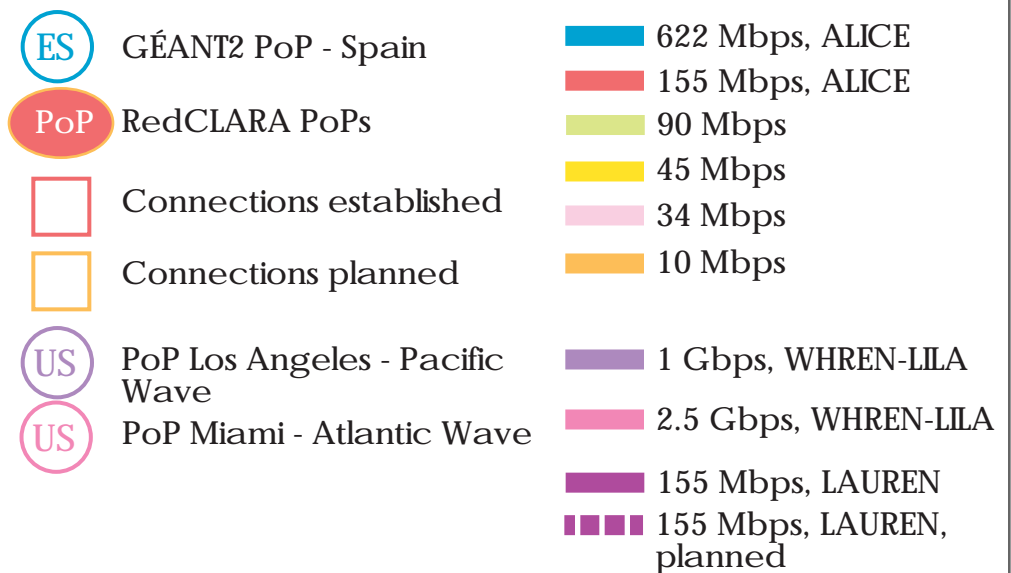 ES
GÉANT2 PoP - Spain
PoP
RedCLARA PoPs
Connections established
Connections planned
US
PoP Los Angeles - Pacific
Wave
US
PoP Miami - Atlantic Wave
622 Mbps, ALICE
155 Mbps, ALICE
90 Mbps
45 Mbps
34 Mbps
10 Mbps
1 Gbps, WHREN-LILA
2.5 Gbps, WHREN-LILA
155 Mbps, LAUREN
155 Mbps, LAUREN,
planned